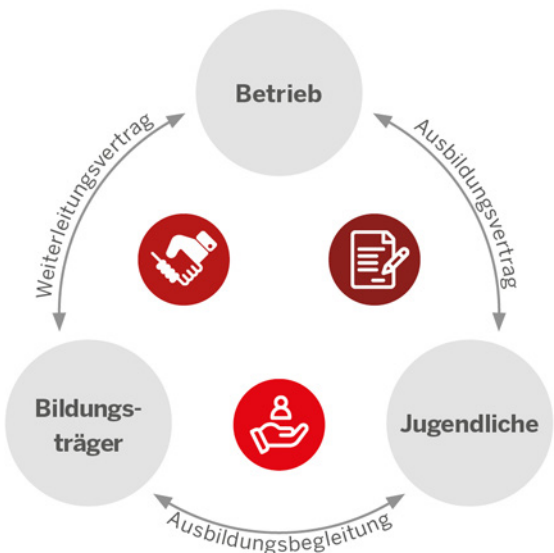 Betrieb
Weiterleitungsvertrag
Ausbildungsvertrag
Bildungs-
träger
Jugendliche
Ausbildungsbegleitung